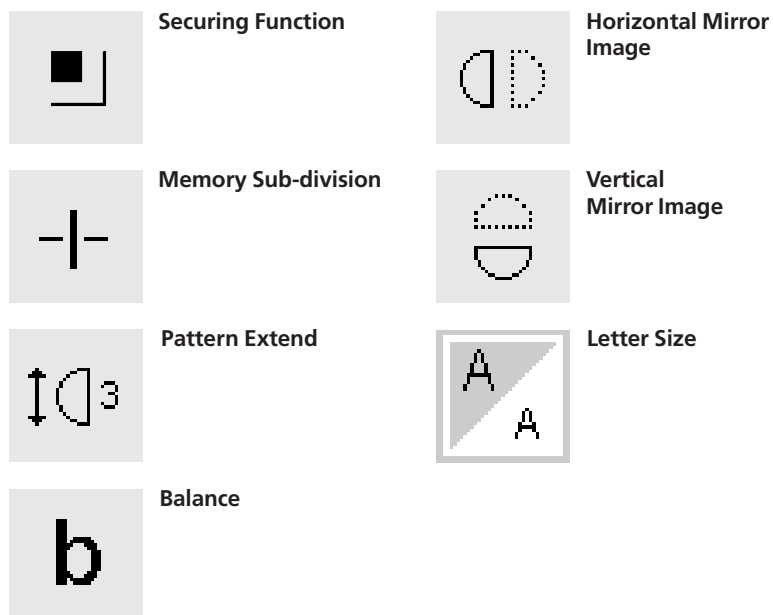 Securing Function
Memory Sub-division
3
Pattern Extend
b
Balance
Horizontal Mirror
Image
Vertical
Mirror Image
A
A
Letter Size